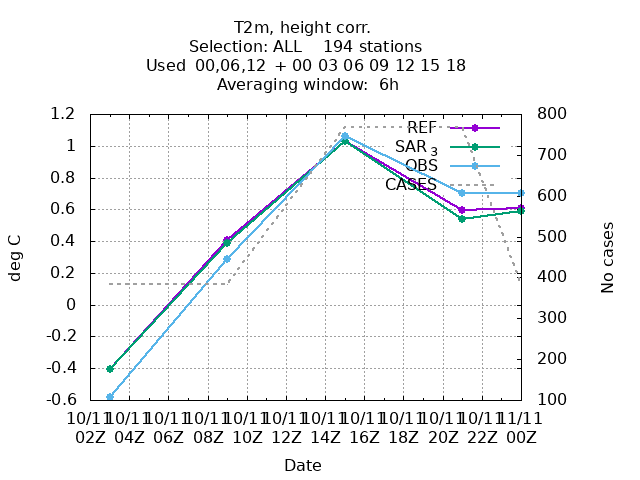 T2m, height corr.
Selection: ALL    194 stations
Used  00,06,12  + 00 03 06 09 12 15 18
Averaging window:  6h
1.2
1
0.8
0.6
0.4
0.2
0
-0.2
-0.4
-0.6
deg C
REF
SAR 3
OBS
CASES
800
700
600
500
400
300
200
100
No cases
10/11 10/11 10/11 10/11 10/11 10/11 10/11 10/11 10/11 10/11 10/11 11/11
02Z 04Z 06Z 08Z 10Z 12Z 14Z 16Z 18Z 20Z 22Z 00Z
Date